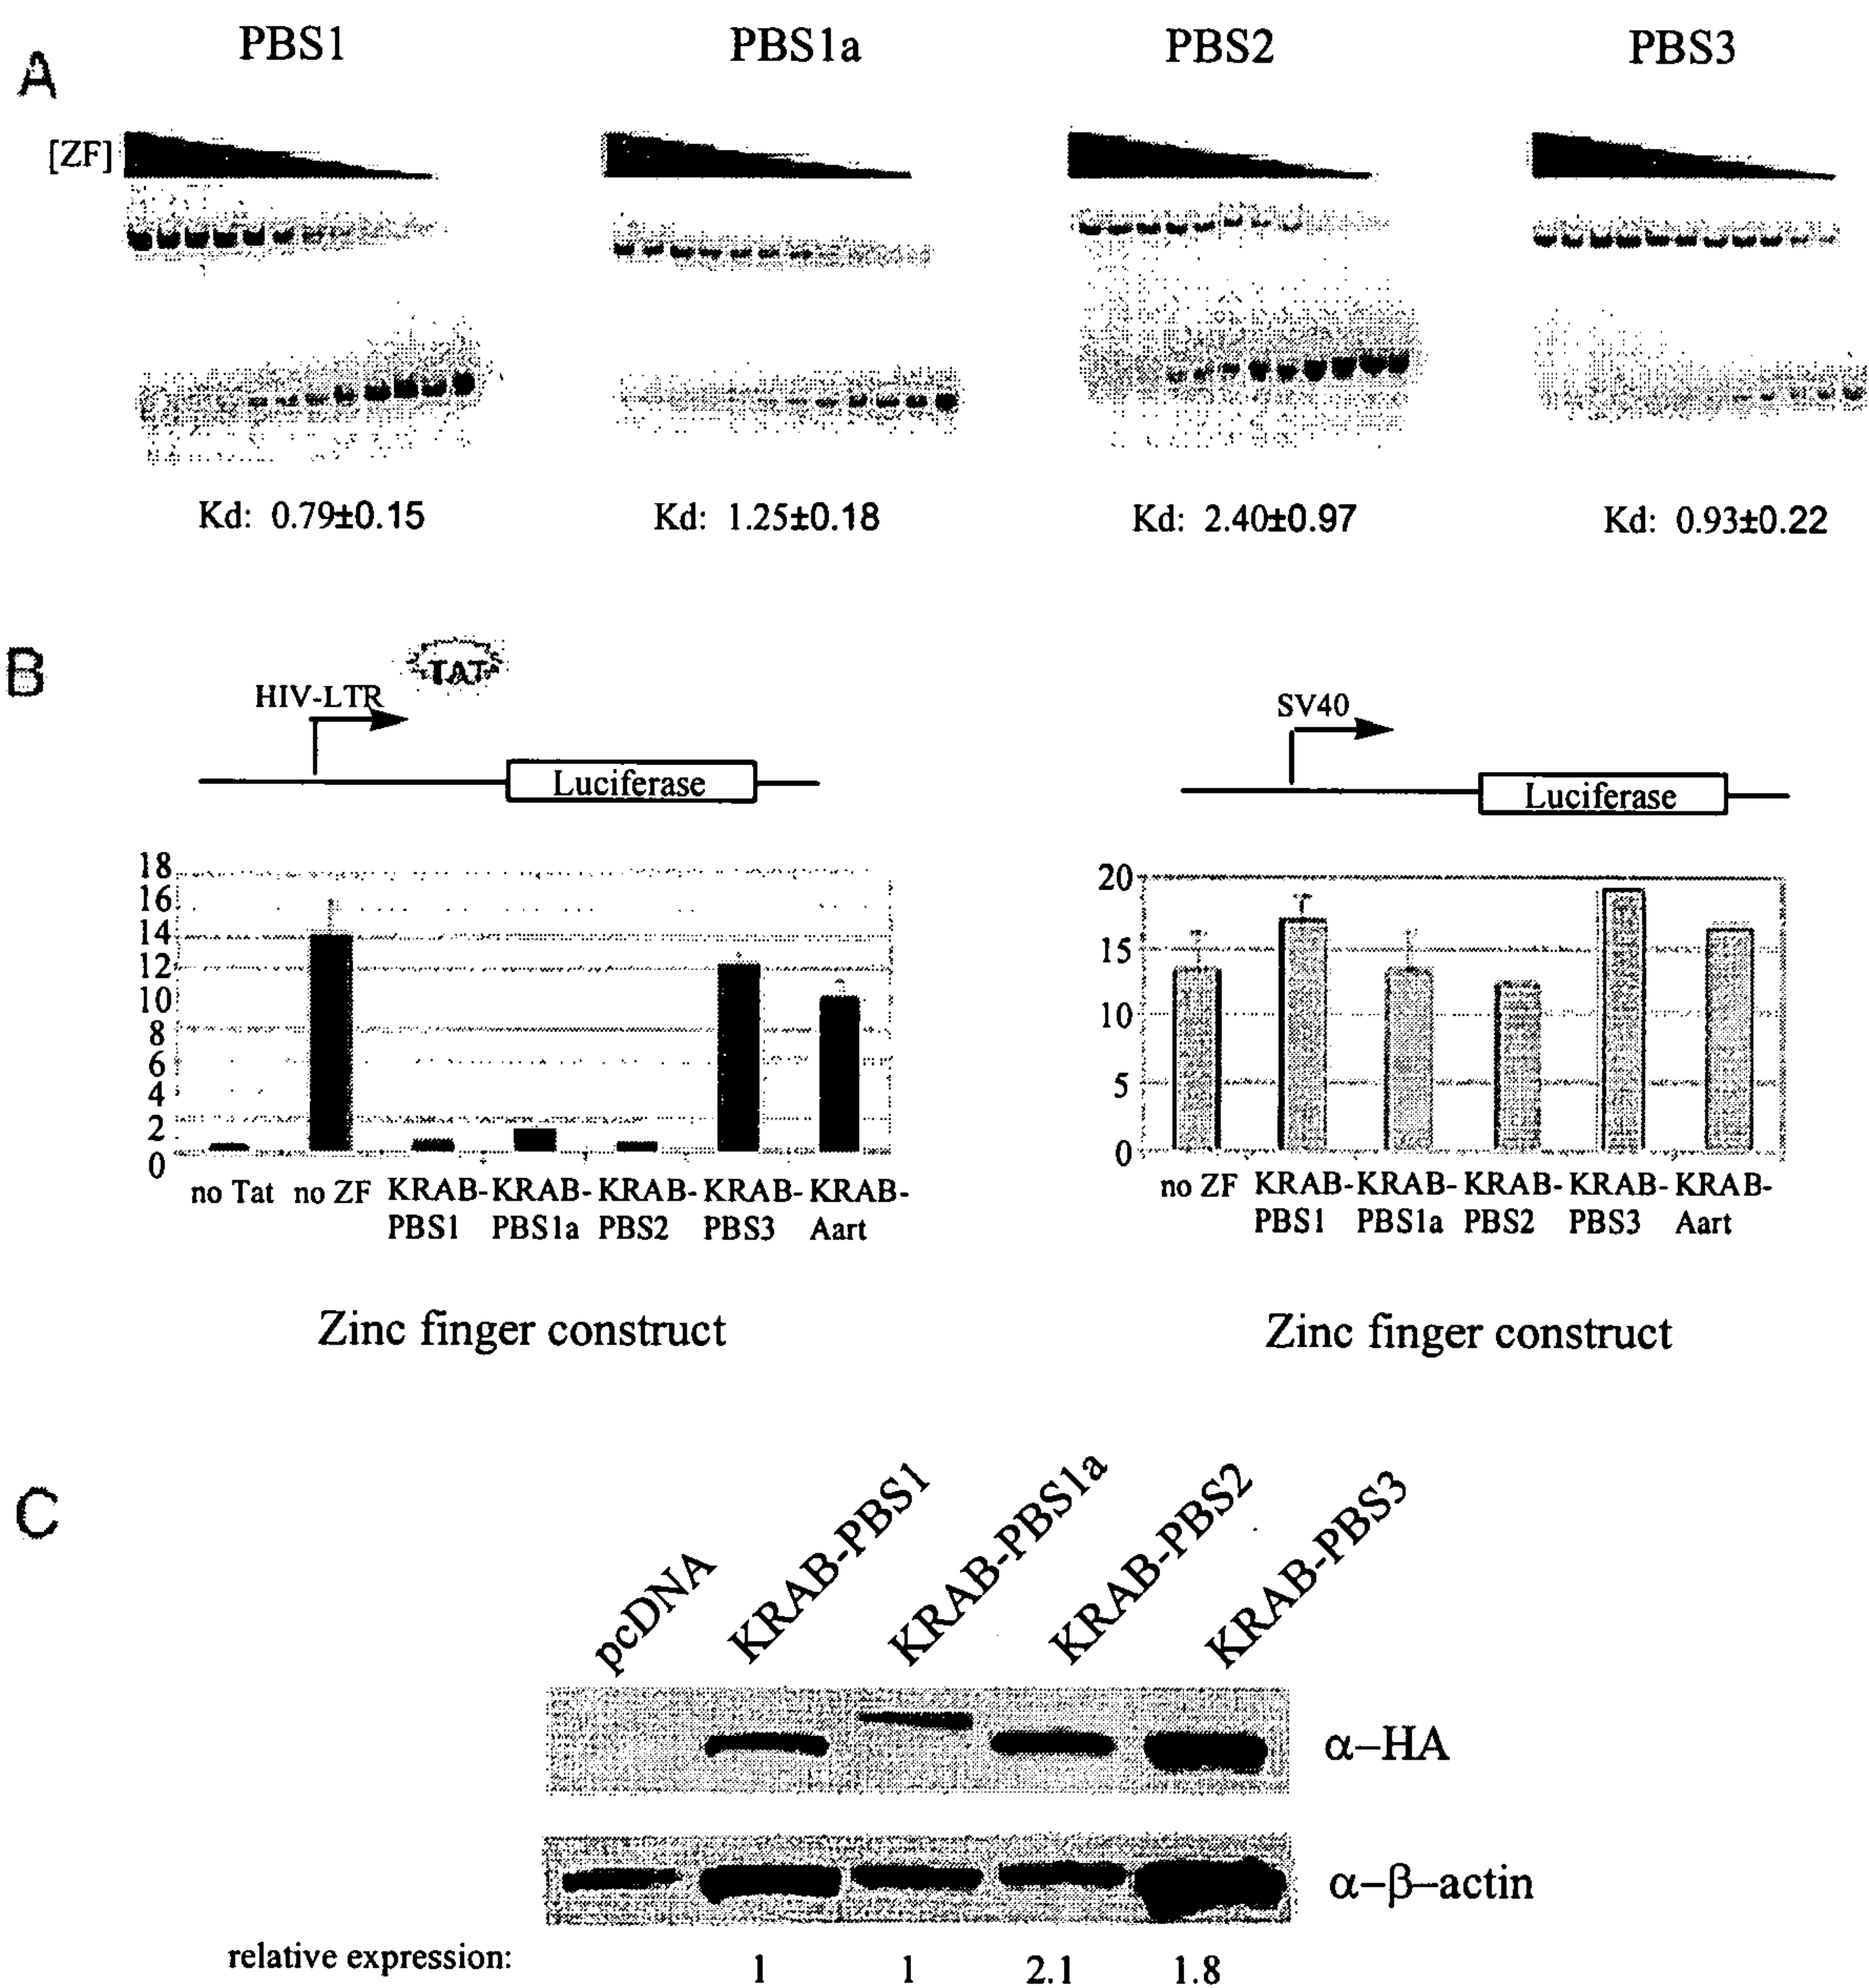 A
PBS1 PBS1a PBS2 PBS3
[ZF]
Kd: 0.79±0.15 Kd: 1.25±0.18 Kd: 2.40±0.97 Kd: 0.93±0.22
B
TAT
HIV-LTR
Luciferase
18
16
14
12
10
8
6
4
2
0
no Tat no ZF KRAB- KRAB- KRAB- KRAB- KRAB-
PBS1 PBS1a PBS2 PBS3 Aart
Zinc finger construct
SV40
Luciferase
20
15
10
5
0
no ZF KRAB- KRAB- KRAB- KRAB- KRAB-
PBS1 PBS1a PBS2 PBS3 Aart
Zinc finger construct
C
pcDNA
KRAB-PBS1
KRAB-PBS1a
KRAB-PBS2
KRAB-PBS3
α–HA
α–β–actin
relative expression: 1 1 2.1 1.8